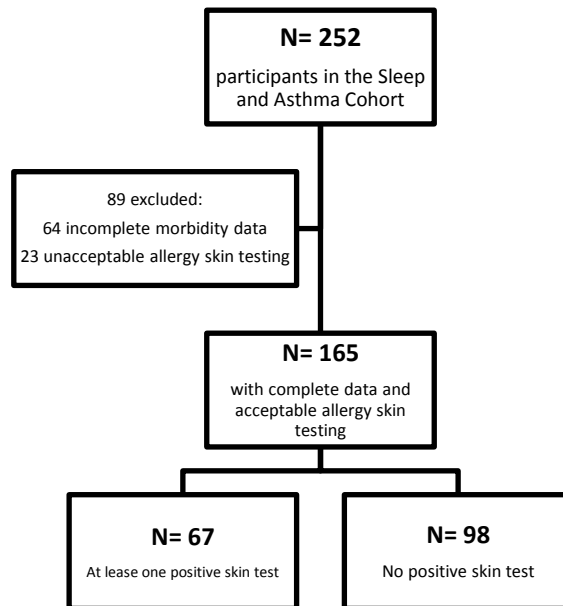 N= 252
participants in the Sleep
and Asthma Cohort
89 excluded:
64 incomplete morbidity data
23 unacceptable allergy skin testing
N= 165
with complete data and
acceptable allergy skin
testing
N= 67
At lease one positive skin test
N= 98
No positive skin test